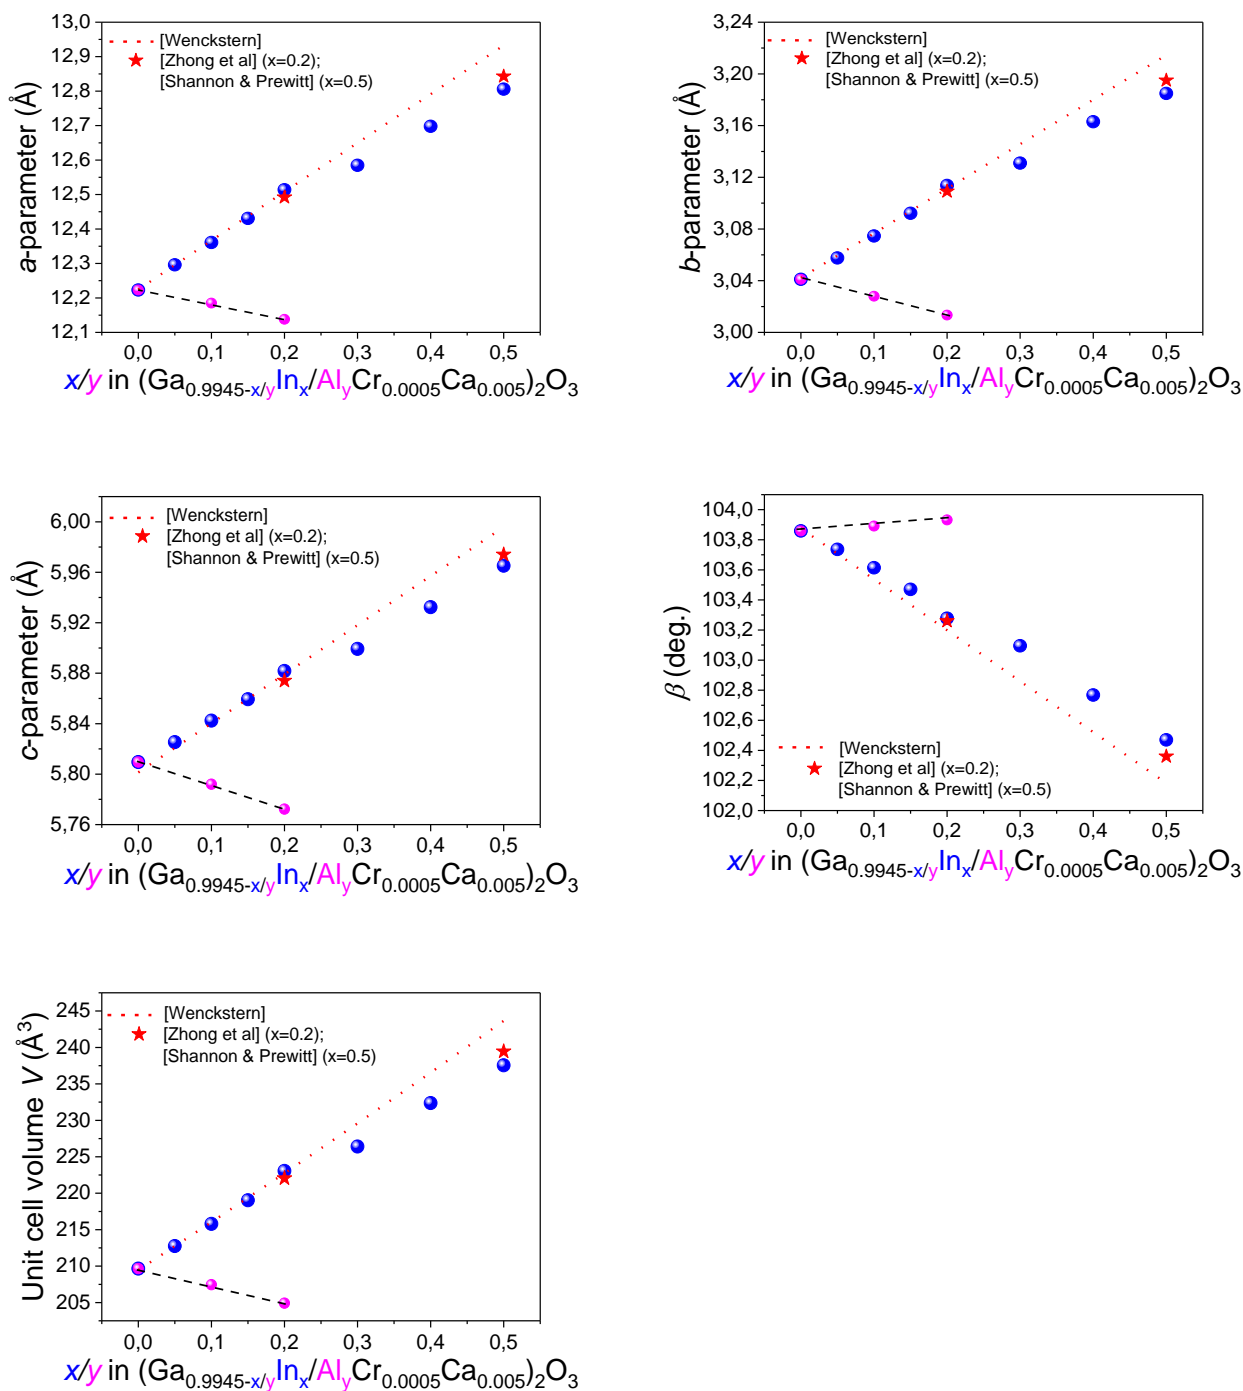 13,0
12,9
12,8
12,7
12,6
12,5
12,4
12,3
12,2
12,1
a-parameter (Å)
[Wenckstern]
[Zhong et al] (x=0.2);
[Shannon & Prewitt] (x=0.5)
0,0 0,1 0,2 0,3 0,4 0,5
x/y in (Ga0.9945-x/yInx/AlyCr0.0005Ca0.005)2O3
3,24
3,20
3,16
3,12
3,08
3,04
3,00
b-parameter (Å)
[Wenckstern]
[Zhong et al] (x=0.2);
[Shannon & Prewitt] (x=0.5)
0,0 0,1 0,2 0,3 0,4 0,5
x/y in (Ga0.9945-x/yInx/AlyCr0.0005Ca0.005)2O3
6,00
5,96
5,92
5,88
5,84
5,80
5,76
c-parameter (Å)
[Wenckstern]
[Zhong et al] (x=0.2);
[Shannon & Prewitt] (x=0.5)
0,0 0,1 0,2 0,3 0,4 0,5
x/y in (Ga0.9945-x/yInx/AlyCr0.0005Ca0.005)2O3
104,0
103,8
103,6
103,4
103,2
103,0
102,8
102,6
102,4
102,2
102,0
β (deg.)
[Wenckstern]
[Zhong et al] (x=0.2);
[Shannon & Prewitt] (x=0.5)
0,0 0,1 0,2 0,3 0,4 0,5
x/y in (Ga0.9945-x/yInx/AlyCr0.0005Ca0.005)2O3
245
240
235
230
225
220
215
210
205
Unit cell volume V (Å3)
[Wenckstern]
[Zhong et al] (x=0.2);
[Shannon & Prewitt] (x=0.5)
0,0 0,1 0,2 0,3 0,4 0,5
x/y in (Ga0.9945-x/yInx/AlyCr0.0005Ca0.005)2O3